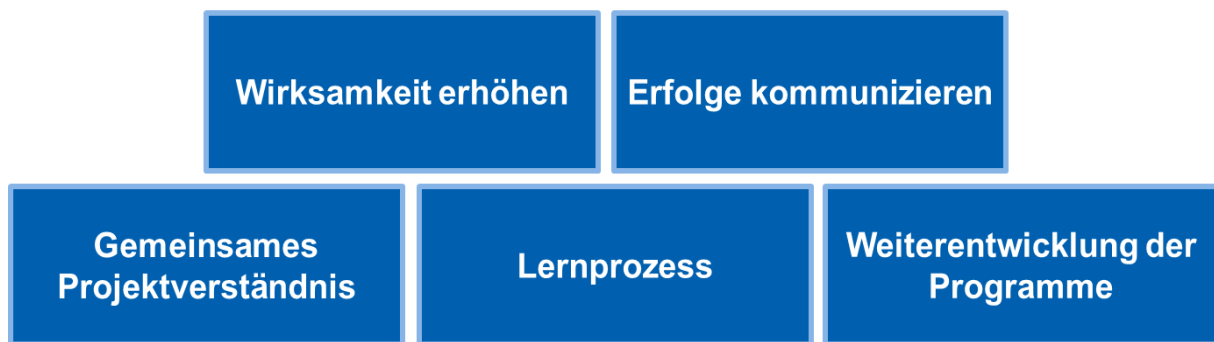 Wirksamkeit erhöhen
Erfolge kommunizieren
Gemeinsames
Projektverständnis
Lernprozess
Weiterentwicklung der
Programme